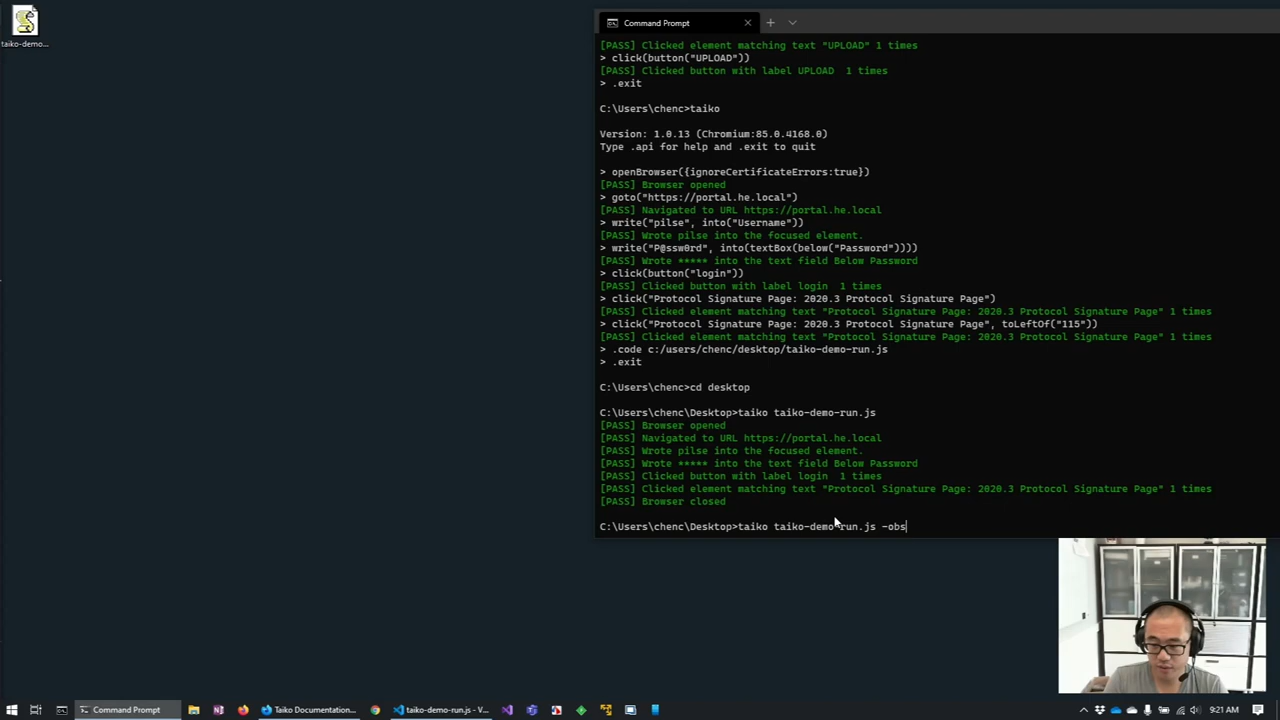 taiko-demo...
Command Prompt
[PASS] Clicked element matching text "UPLOAD" 1 times
> click(button("UPLOAD"))
[PASS] Clicked button with label UPLOAD  1 times
> .exit
C:\Users\chenc>taiko
Version: 1.0.13 (Chromium:85.0.4168.0)
Type .api for help and .exit to quit
> openBrowser({ignoreCertificateErrors:true})
[PASS] Browser opened
> goto("https://portal.he.local")
[PASS] Navigated to URL https://portal.he.local
> write("pilse", into("Username"))
[PASS] Wrote pilse into the focused element.
> write("P@ssw0rd", into(textBox(below("Password"))))
[PASS] Wrote ***** into the text field Below Password
> click(button("login"))
[PASS] Clicked button with label login  1 times
> click("Protocol Signature Page: 2020.3 Protocol Signature Page")
[PASS] Clicked element matching text "Protocol Signature Page: 2020.3 Protocol Signature Page" 1 times
> click("Protocol Signature Page: 2020.3 Protocol Signature Page", toLeftOf("115"))
[PASS] Clicked element matching text "Protocol Signature Page: 2020.3 Protocol Signature Page" 1 times
> .code c:/users/chenc/desktop/taiko-demo-run.js
> .exit
C:\Users\chenc>cd desktop
C:\Users\chenc\Desktop>taiko taiko-demo-run.js
[PASS] Browser opened
[PASS] Navigated to URL https://portal.he.local
[PASS] Wrote pilse into the focused element.
[PASS] Wrote ***** into the text field Below Password
[PASS] Clicked button with label login  1 times
[PASS] Clicked element matching text "Protocol Signature Page: 2020.3 Protocol Signature Page" 1 times
[PASS] Browser closed
C:\Users\chenc\Desktop>taiko taiko-demo-run.js -obs
Command Prompt
Taiko Documentation...
taiko-demo-run.js - V...
9:21 AM